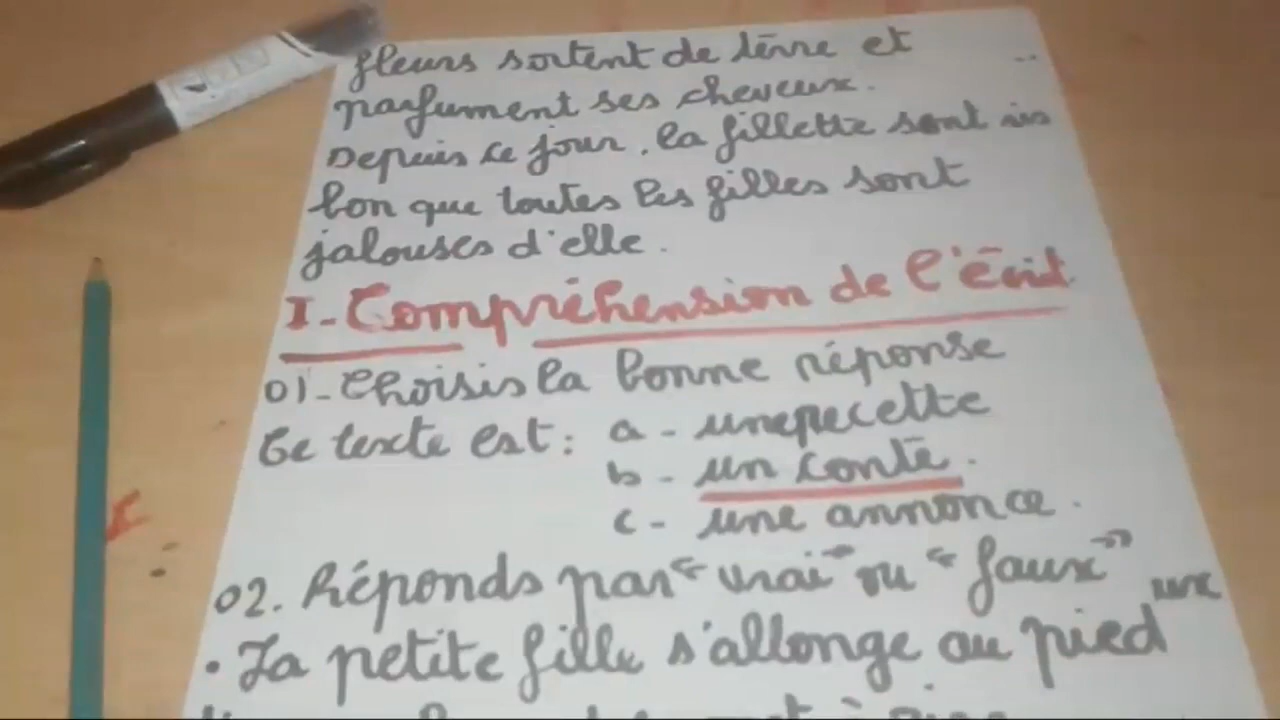 fleurs sortent de terre et
parfument ses cheveux.
Depuis ce jour, la fillette sent si
bon que toutes les filles sont
jalouses d'elle.
I- Compréhension de l'écrit
01- Choisis la bonne réponse
Ce texte est: a - une recette
b - un conte.
c - une annonce.
02. Réponds par "vrai" ou "faux"
• La petite fille s'allonge au pied